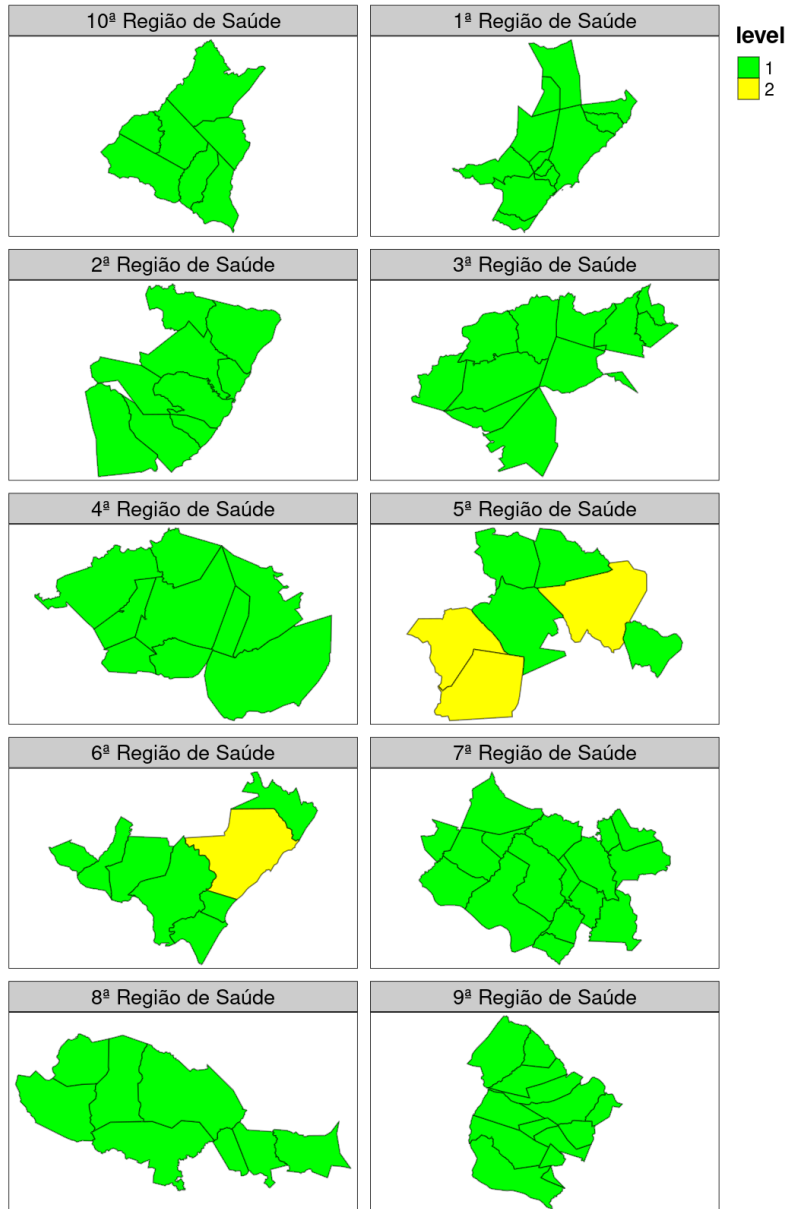 10ª Região de Saúde
1ª Região de Saúde
level
1
2
2ª Região de Saúde
3ª Região de Saúde
4ª Região de Saúde
5ª Região de Saúde
6ª Região de Saúde
7ª Região de Saúde
8ª Região de Saúde
9ª Região de Saúde